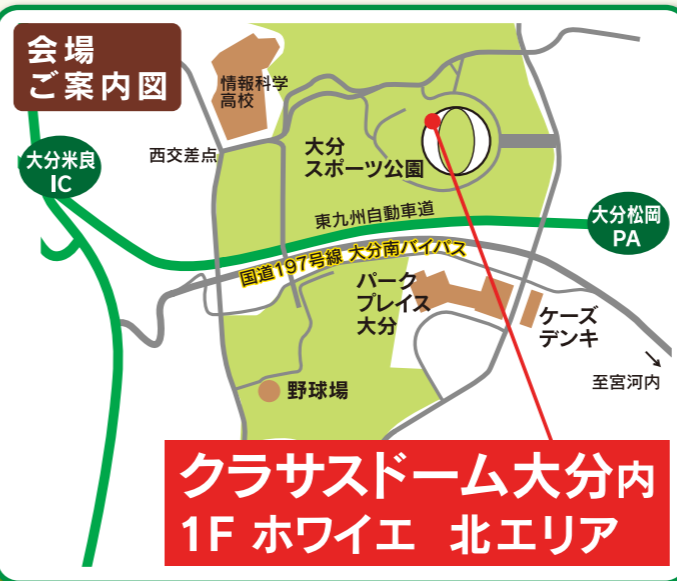 会場
ご案内図
情報科学
高校
西交差点
大分米良
IC
大分
スポーツ公園
東九州自動車道
大分松岡
PA
国道197号線 大分南バイパス
パーク
プレイス
大分
ケーズ
デンキ
至宮河内
野球場
クラサスドーム大分内
1F ホワイエ 北エリア